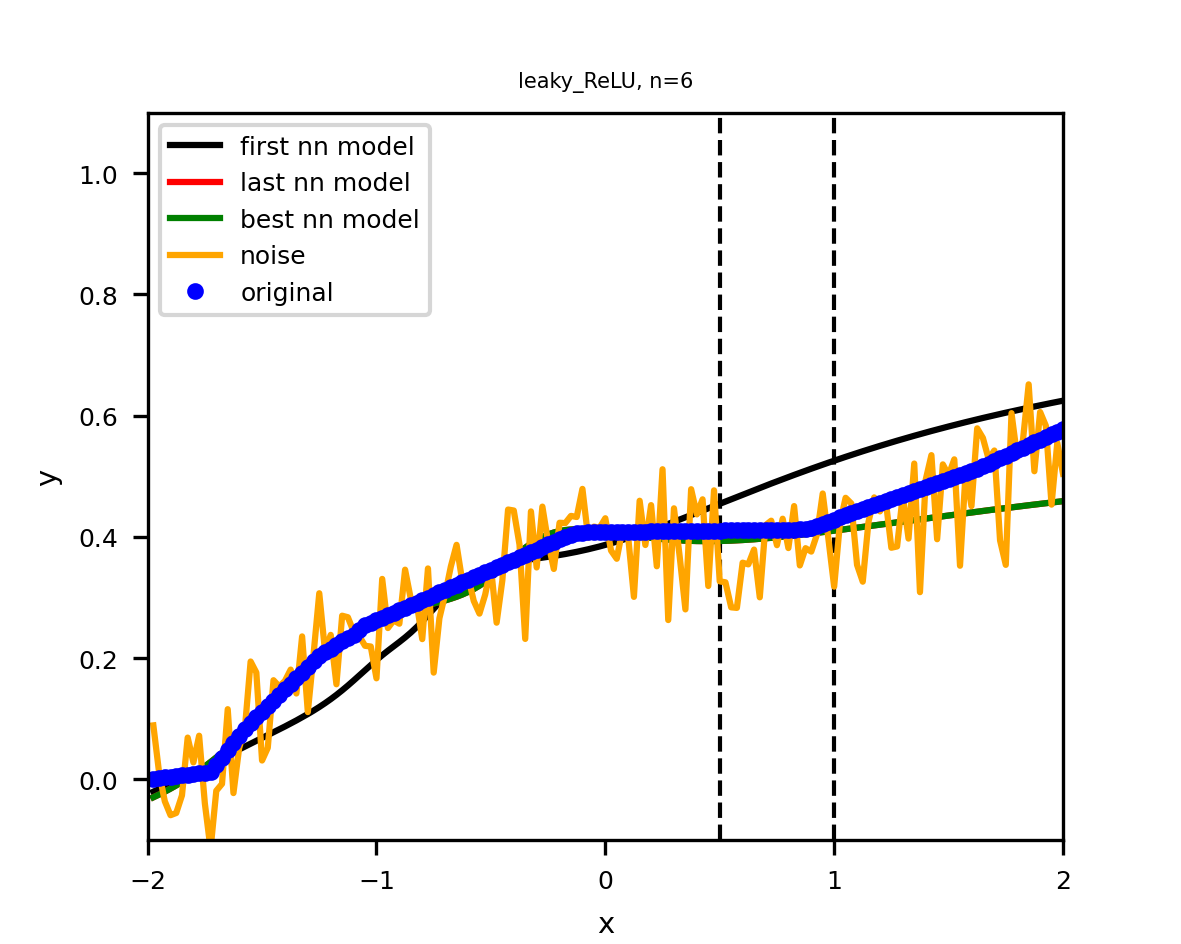 leaky_ReLU, n=6
first nn model
last nn model
best nn model
noise
original
1.0
0.8
0.6
0.4
0.2
0.0
y
−2 −1 0 1 2
x